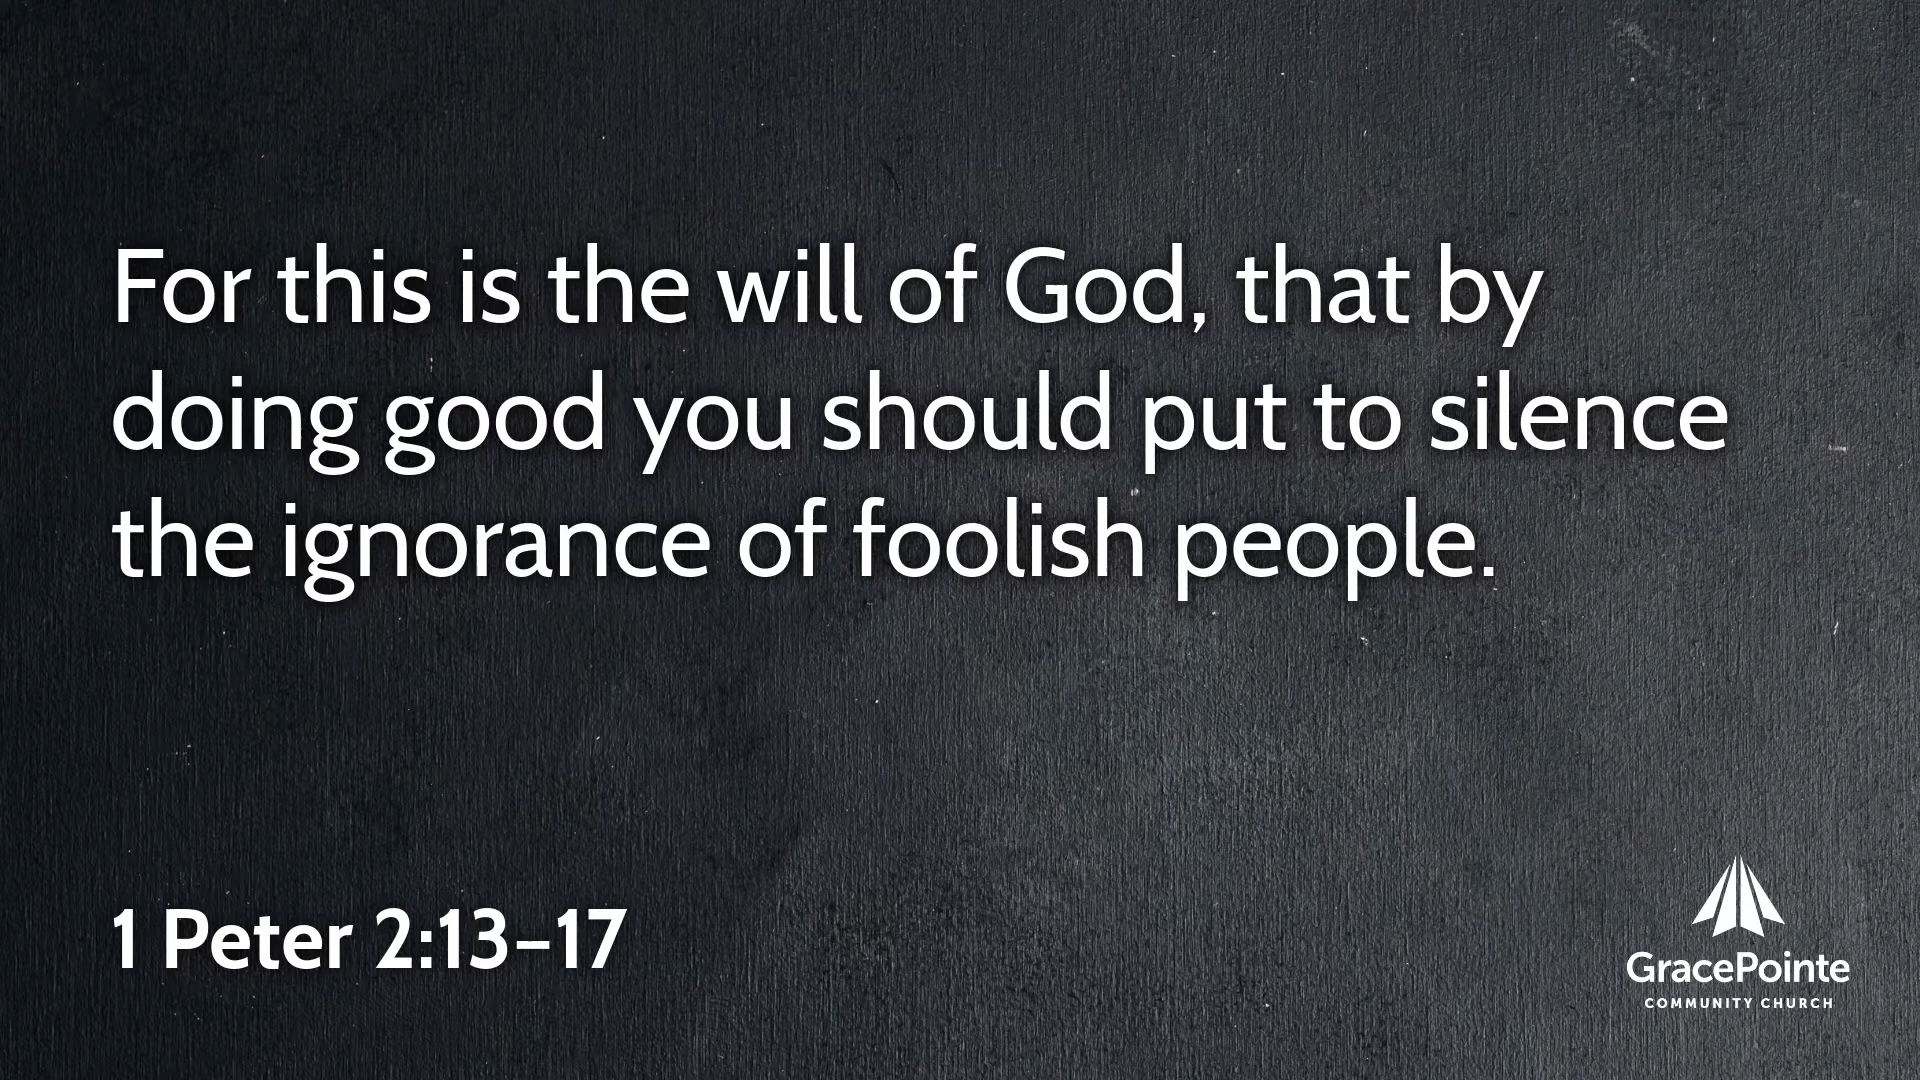 For this is the will of God, that by
doing good you should put to silence
the ignorance of foolish people.
1 Peter 2:13–17
GracePointe
COMMUNITY CHURCH